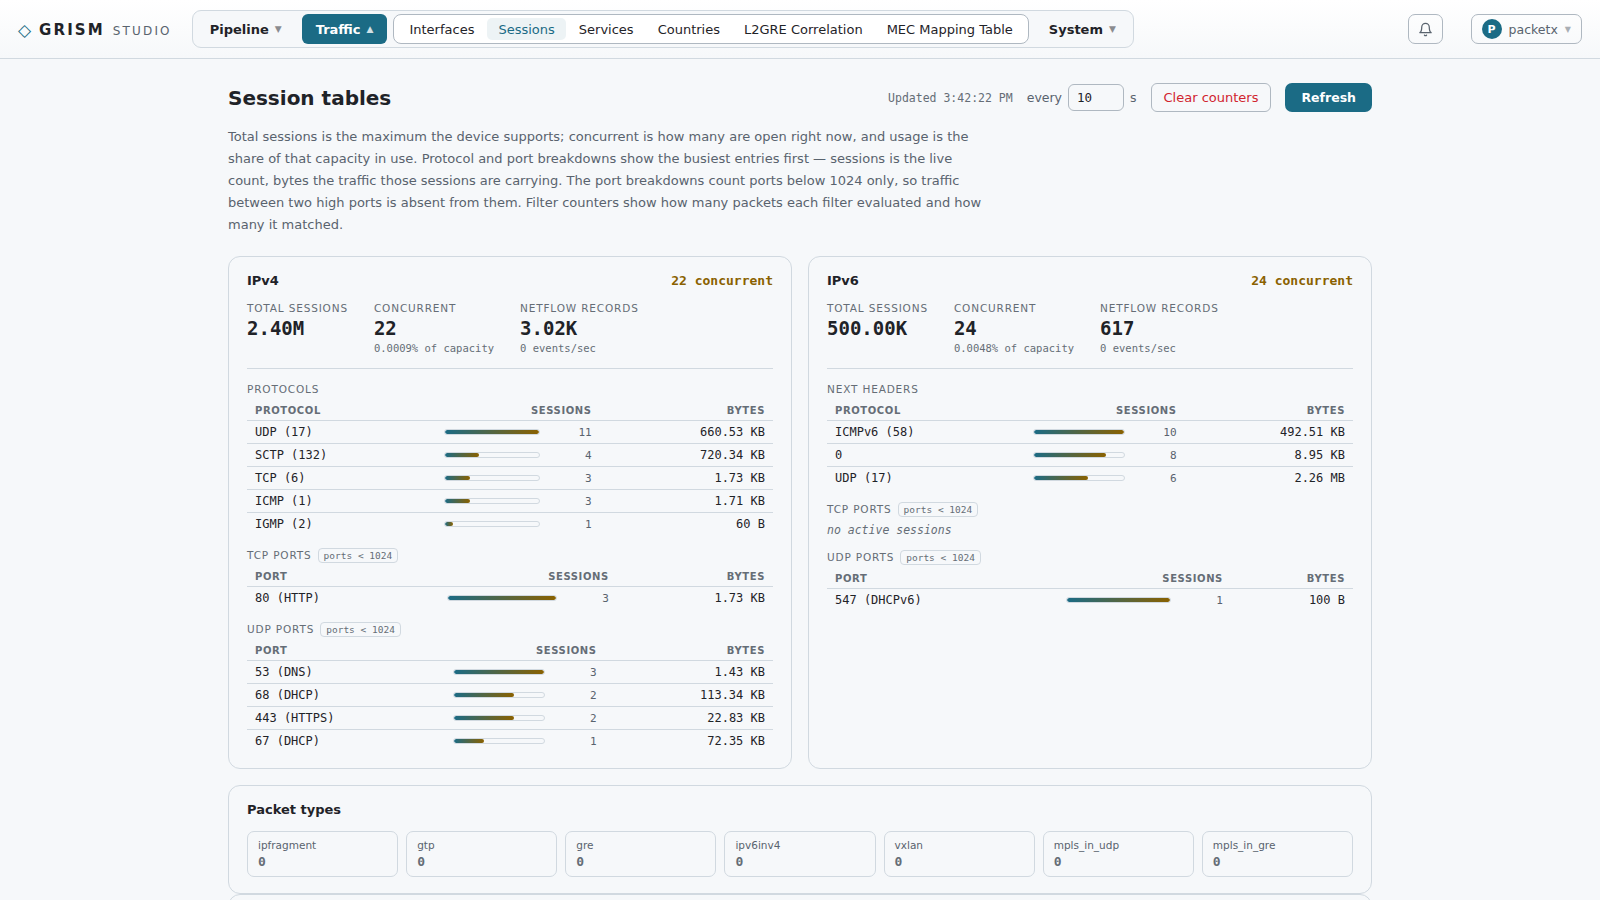 ◇ GRISM STUDIO
Pipeline ▼
Traffic ▲
Interfaces
Sessions
Services
Countries
L2GRE Correlation
MEC Mapping Table
System ▼
P packetx ▼
Session tables
Updated 3:42:22 PM every 10 s
Clear counters
Refresh
Total sessions is the maximum the device supports; concurrent is how many are open right now, and usage is the
share of that capacity in use. Protocol and port breakdowns show the busiest entries first — sessions is the live
count, bytes the traffic those sessions are carrying. The port breakdowns count ports below 1024 only, so traffic
between two high ports is absent from them. Filter counters show how many packets each filter evaluated and how
many it matched.
IPv4 22 concurrent
TOTAL SESSIONS CONCURRENT NETFLOW RECORDS
2.40M 22 3.02K
0.0009% of capacity 0 events/sec
PROTOCOLS
PROTOCOL SESSIONS BYTES
UDP (17) 11 660.53 KB
SCTP (132) 4 720.34 KB
TCP (6) 3 1.73 KB
ICMP (1) 3 1.71 KB
IGMP (2) 1 60 B
TCP PORTS ports < 1024
PORT SESSIONS BYTES
80 (HTTP) 3 1.73 KB
UDP PORTS ports < 1024
PORT SESSIONS BYTES
53 (DNS) 3 1.43 KB
68 (DHCP) 2 113.34 KB
443 (HTTPS) 2 22.83 KB
67 (DHCP) 1 72.35 KB
IPv6 24 concurrent
TOTAL SESSIONS CONCURRENT NETFLOW RECORDS
500.00K 24 617
0.0048% of capacity 0 events/sec
NEXT HEADERS
PROTOCOL SESSIONS BYTES
ICMPv6 (58) 10 492.51 KB
0 8 8.95 KB
UDP (17) 6 2.26 MB
TCP PORTS ports < 1024
no active sessions
UDP PORTS ports < 1024
PORT SESSIONS BYTES
547 (DHCPv6) 1 100 B
Packet types
ipfragment gtp gre ipv6inv4 vxlan mpls_in_udp mpls_in_gre
0 0 0 0 0 0 0